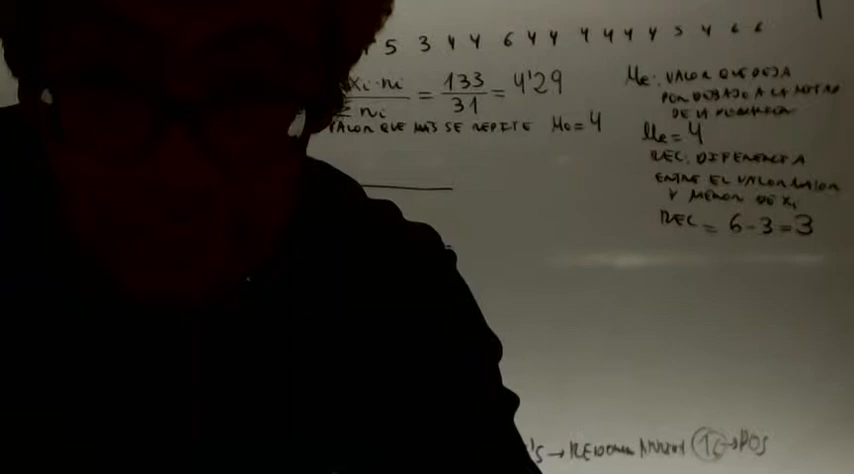 5 3 4 4 6 4 4 4 4 4 4 5 4 6 6
xi·ni = 133 = 4'29
Σ ni 31
VALOR QUE MÁS SE REPITE Mo=4
Me: VALOR QUE DEJA
POR DEBAJO A LA MITAD
DE LA
Me=4
REC: DIFERENCIA
ENTRE EL VALOR MAYOR
Y MENOR DE Xi
REC = 6-3=3
's → 16 → POS